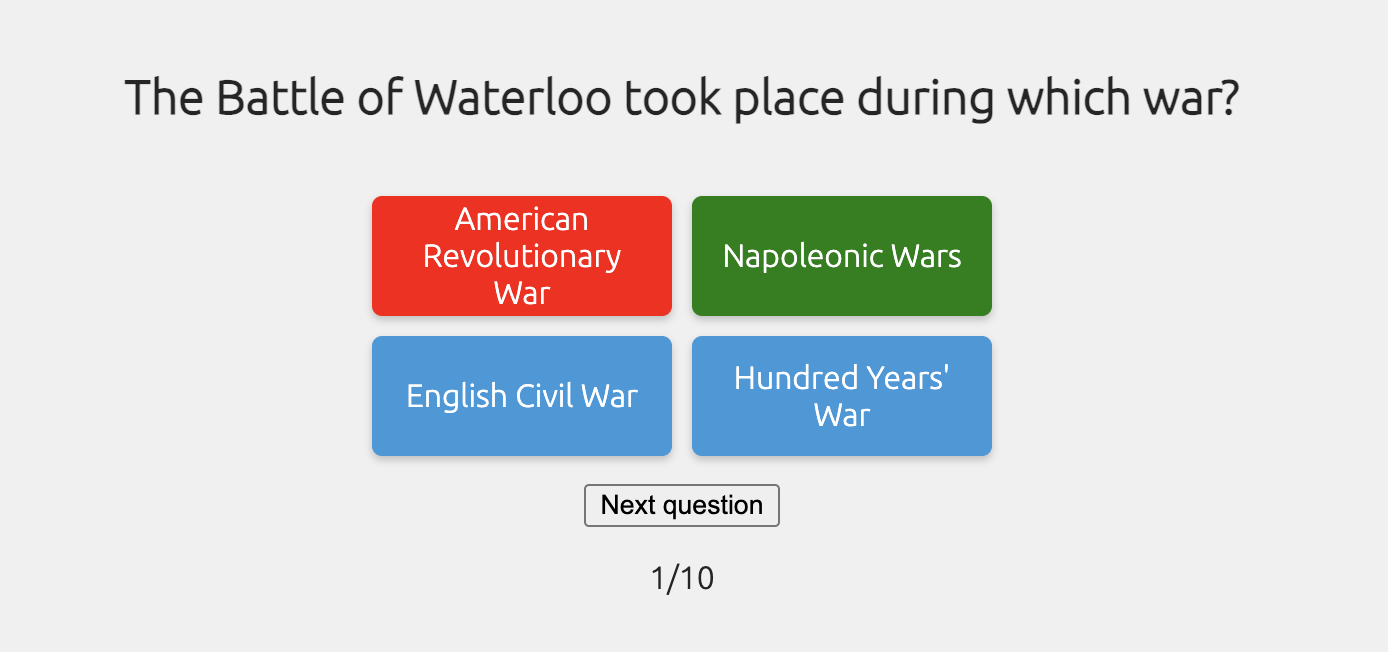 The Battle of Waterloo took place during which war?
American
Revolutionary
War
Napoleonic Wars
English Civil War
Hundred Years'
War
Next question
1/10